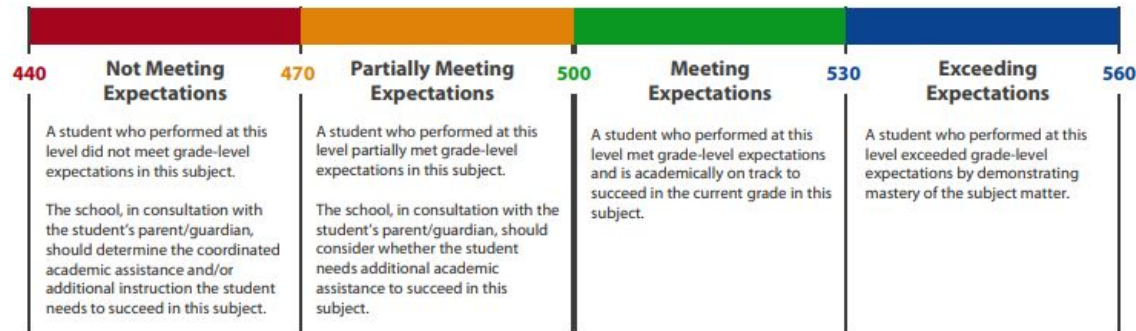 440
Not Meeting
Expectations
A student who performed at this
level did not meet grade-level
expectations in this subject.
The school, in consultation with
the student's parent/guardian,
should determine the coordinated
academic assistance and/or
additional instruction the student
needs to succeed in this subject.
470
Partially Meeting
Expectations
A student who performed at this
level partially met grade-level
expectations in this subject.
The school, in consultation with the
student's parent/guardian, should
consider whether the student
needs additional academic
assistance to succeed in this
subject.
500
Meeting
Expectations
A student who performed at this
level met grade-level expectations
and is academically on track to
succeed in the current grade in this
subject.
530
Exceeding
Expectations
A student who performed at this
level exceeded grade-level
expectations by demonstrating
mastery of the subject matter.
560